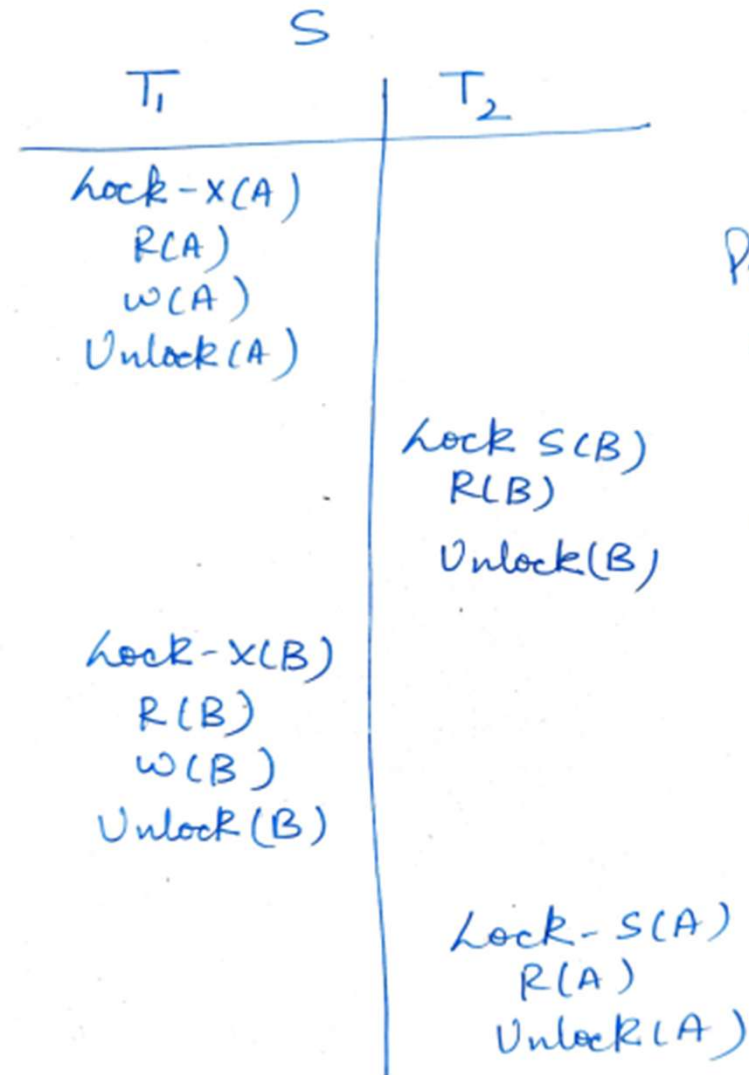 S
T1 T2
Lock-X(A)
R(A)
W(A)
Unlock(A)
Lock S(B)
R(B)
Unlock(B)
Lock-X(B)
R(B)
W(B)
Unlock(B)
Lock-S(A)
R(A)
Unlock(A)